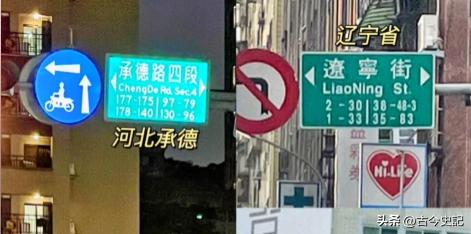 承德路四段
ChengDe Rd. Sec.4
177-175 97-79
178-140 130-96
河北承德
辽宁省
遼寧街
LiaoNing St.
2-30 38-48-3
1-33 35-83
Hi-Life
头条 @古今史記